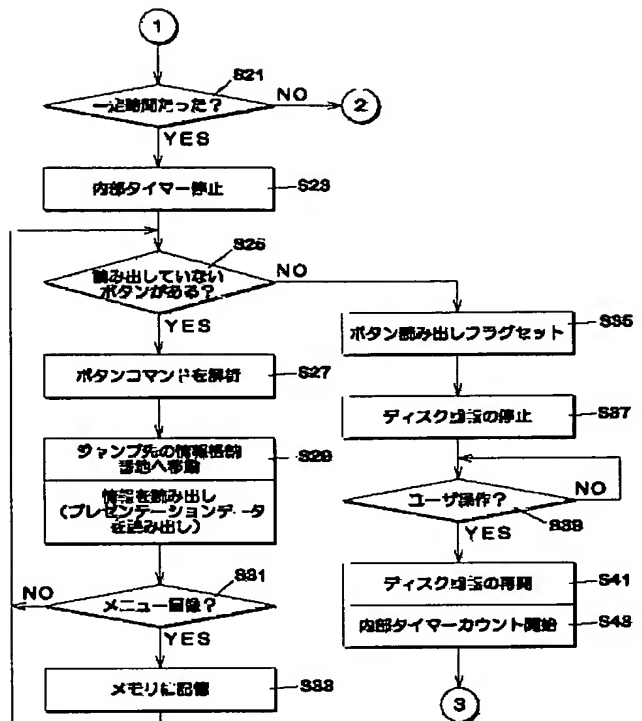 1
S21
一定時間たった?
NO
2
YES
内部タイマー停止
S23
S25
読み出していない
ボタンがある?
NO
YES
ボタンコマンドを解析
S27
ジャンプ先の情報格納
番地へ移動
S29
情報を読み出し
(プレゼンテーションデータ
を読み出し)
S31
NO
メニュー画像?
YES
メモリに記憶
S33
ボタン読み出しフラグセット
S35
ディスク回転の停止
S37
ユーザ操作?
NO
S39
YES
ディスク回転の再開
S41
内部タイマーカウント開始
S43
3